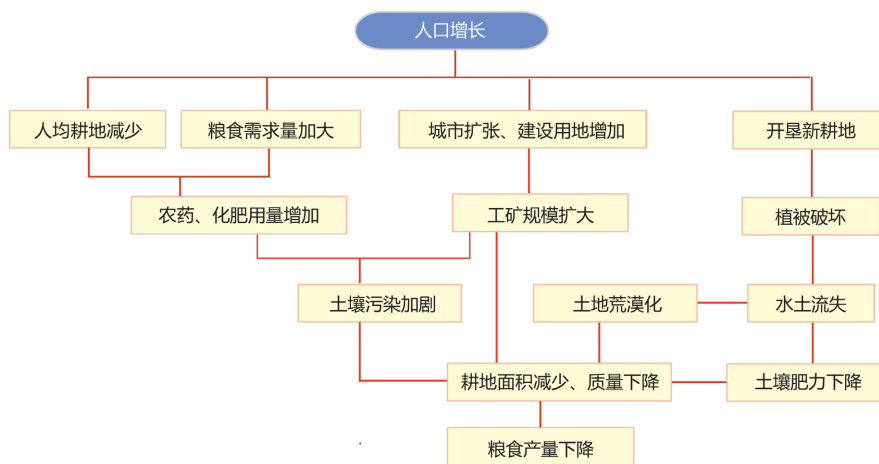 人口增长
人均耕地减少
粮食需求量加大
城市扩张、建设用地增加
开垦新耕地
农药、化肥用量增加
工矿规模扩大
植被破坏
土壤污染加剧
土地荒漠化
水土流失
耕地面积减少、质量下降
土壤肥力下降
粮食产量下降